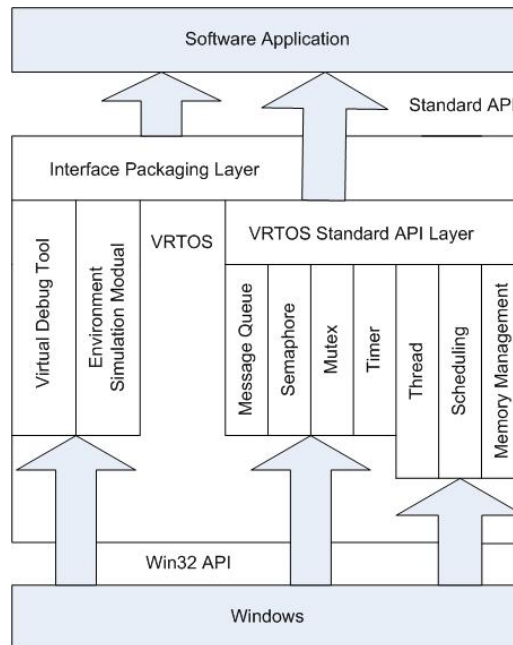 Software Application
Standard API
Interface Packaging Layer
Virtual Debug Tool
Environment
Simulation Modual
VRTOS
VRTOS Standard API Layer
Message Queue
Semaphore
Mutex
Timer
Thread
Scheduling
Memory Management
Win32 API
Windows